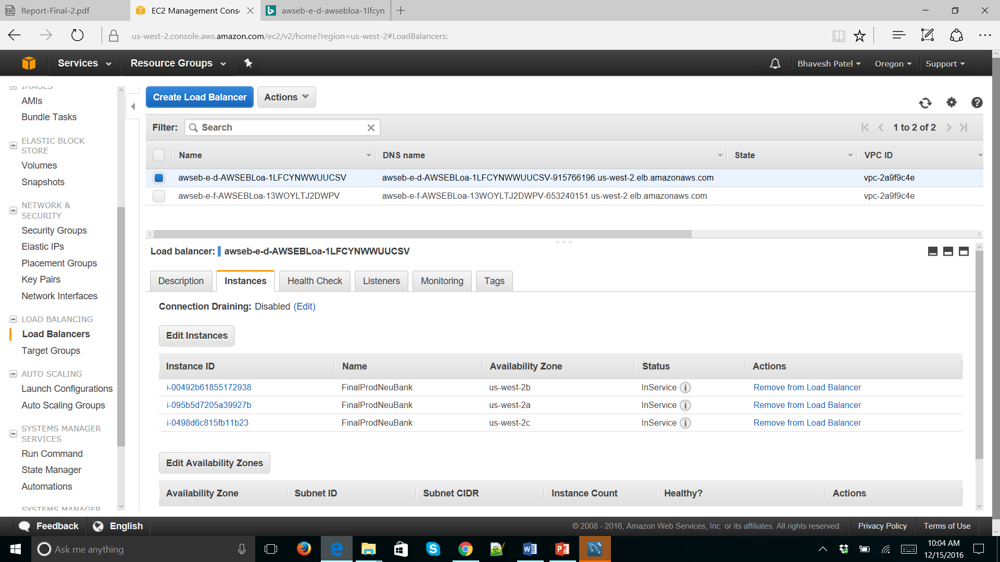 Report-Final-2.pdf
EC2 Management Conso
awseb-e-d-awsebloa-1lfcyn
us-west-2.console.aws.amazon.com/ec2/v2/home?region=us-west-2#LoadBalancers:
Services
Resource Groups
Bhavesh Patel
Oregon
Support
IMAGES
AMIs
Bundle Tasks
ELASTIC BLOCK
STORE
Volumes
Snapshots
NETWORK &
SECURITY
Security Groups
Elastic IPs
Placement Groups
Key Pairs
Network Interfaces
LOAD BALANCING
Load Balancers
Target Groups
AUTO SCALING
Launch Configurations
Auto Scaling Groups
SYSTEMS MANAGER
SERVICES
Run Command
State Manager
Automations
SYSTEMS MANAGER
Create Load Balancer
Actions
Filter:
Search
1 to 2 of 2
Name DNS name State VPC ID
awseb-e-d-AWSEBLoa-1LFCYNWWUUCSV awseb-e-d-AWSEBLoa-1LFCYNWWUUCSV-915766196.us-west-2.elb.amazonaws.com vpc-2a9f9c4e
awseb-e-f-AWSEBLoa-13WOYLTJ2DWPV awseb-e-f-AWSEBLoa-13WOYLTJ2DWPV-653240151.us-west-2.elb.amazonaws.com vpc-2a9f9c4e
Load balancer: awseb-e-d-AWSEBLoa-1LFCYNWWUUCSV
Description Instances Health Check Listeners Monitoring Tags
Connection Draining: Disabled (Edit)
Edit Instances
Instance ID Name Availability Zone Status Actions
i-00492b61855172938 FinalProdNeuBank us-west-2b InService Remove from Load Balancer
i-095b5d7205a39927b FinalProdNeuBank us-west-2a InService Remove from Load Balancer
i-0498d6c815fb11b23 FinalProdNeuBank us-west-2c InService Remove from Load Balancer
Edit Availability Zones
Availability Zone Subnet ID Subnet CIDR Instance Count Healthy? Actions
Feedback
English
© 2008 - 2016, Amazon Web Services, Inc. or its affiliates. All rights reserved.
Privacy Policy
Terms of Use
Ask me anything
10:04 AM
12/15/2016